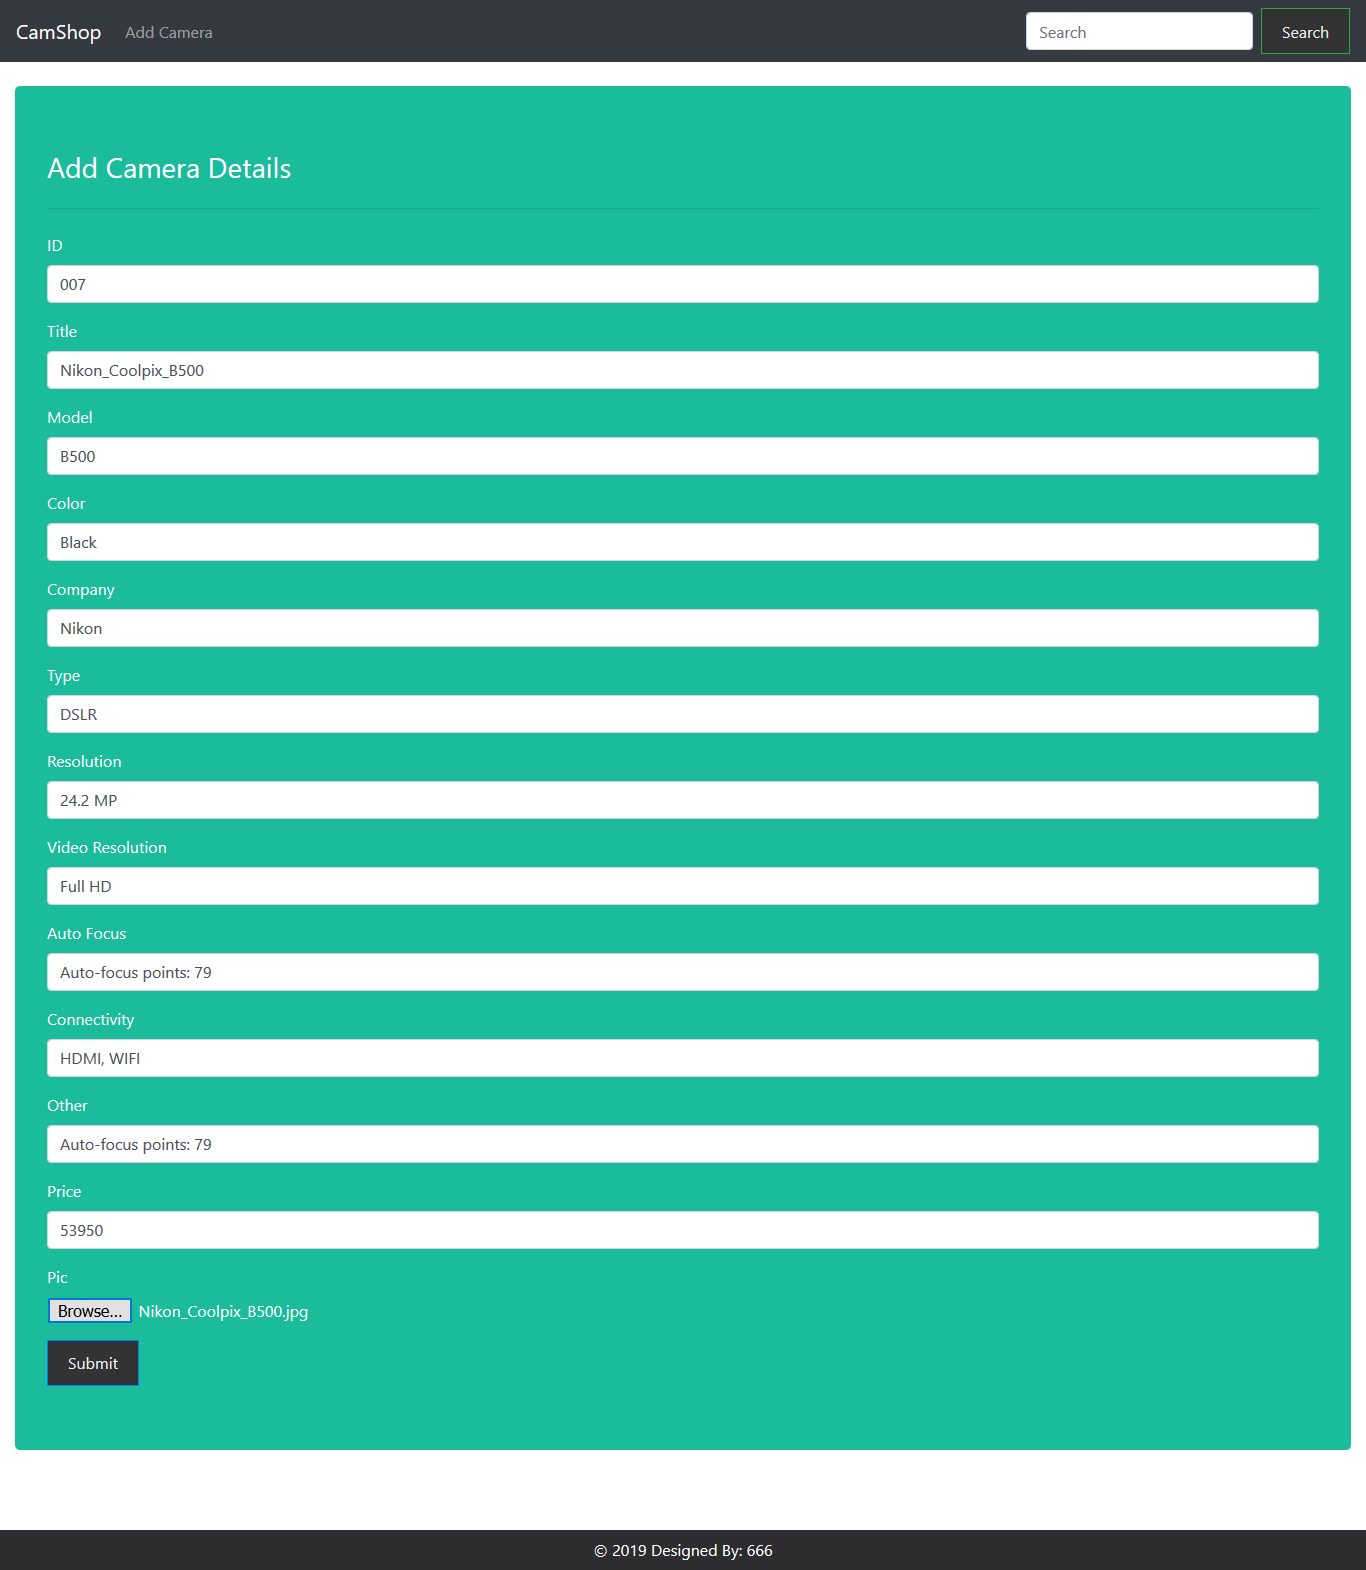 CamShop Add Camera Search Search
Add Camera Details
ID
007
Title
Nikon_Coolpix_B500
Model
B500
Color
Black
Company
Nikon
Type
DSLR
Resolution
24.2 MP
Video Resolution
Full HD
Auto Focus
Auto-focus points: 79
Connectivity
HDMI, WIFI
Other
Auto-focus points: 79
Price
53950
Pic
Browse... Nikon_Coolpix_B500.jpg
Submit
© 2019 Designed By: 666